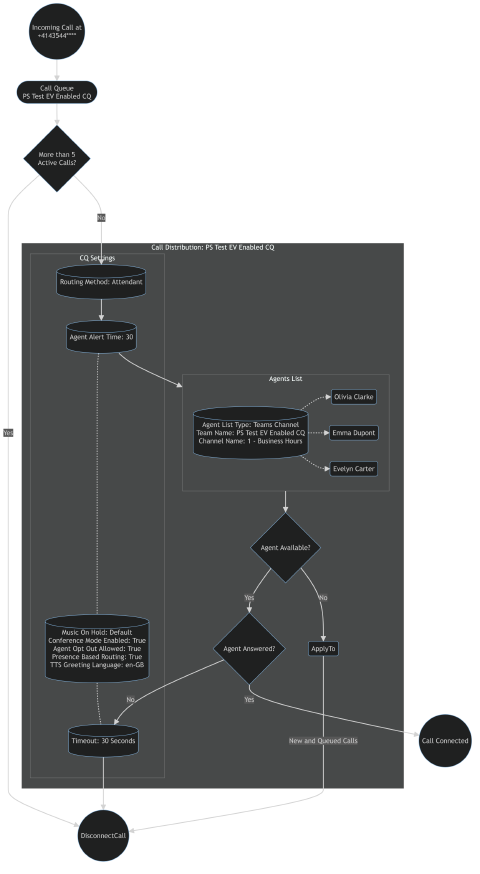 Incoming Call at
+4143544****
Call Queue
PS Test EV Enabled CQ
More than 5
Active Calls?
No
Yes
Call Distribution: PS Test EV Enabled CQ
CQ Settings
Routing Method: Attendant
Agent Alert Time: 30
Agents List
Agent List Type: Teams Channel
Team Name: PS Test EV Enabled CQ
Channel Name: 1 - Business Hours
Olivia Clarke
Emma Dupont
Evelyn Carter
Agent Available?
Yes
No
Music On Hold: Default
Conference Mode Enabled: True
Agent Opt Out Allowed: True
Presence Based Routing: True
TTS Greeting Language: en-GB
Agent Answered?
ApplyTo
No
Yes
Timeout: 30 Seconds
New and Queued Calls
Call Connected
DisconnectCall